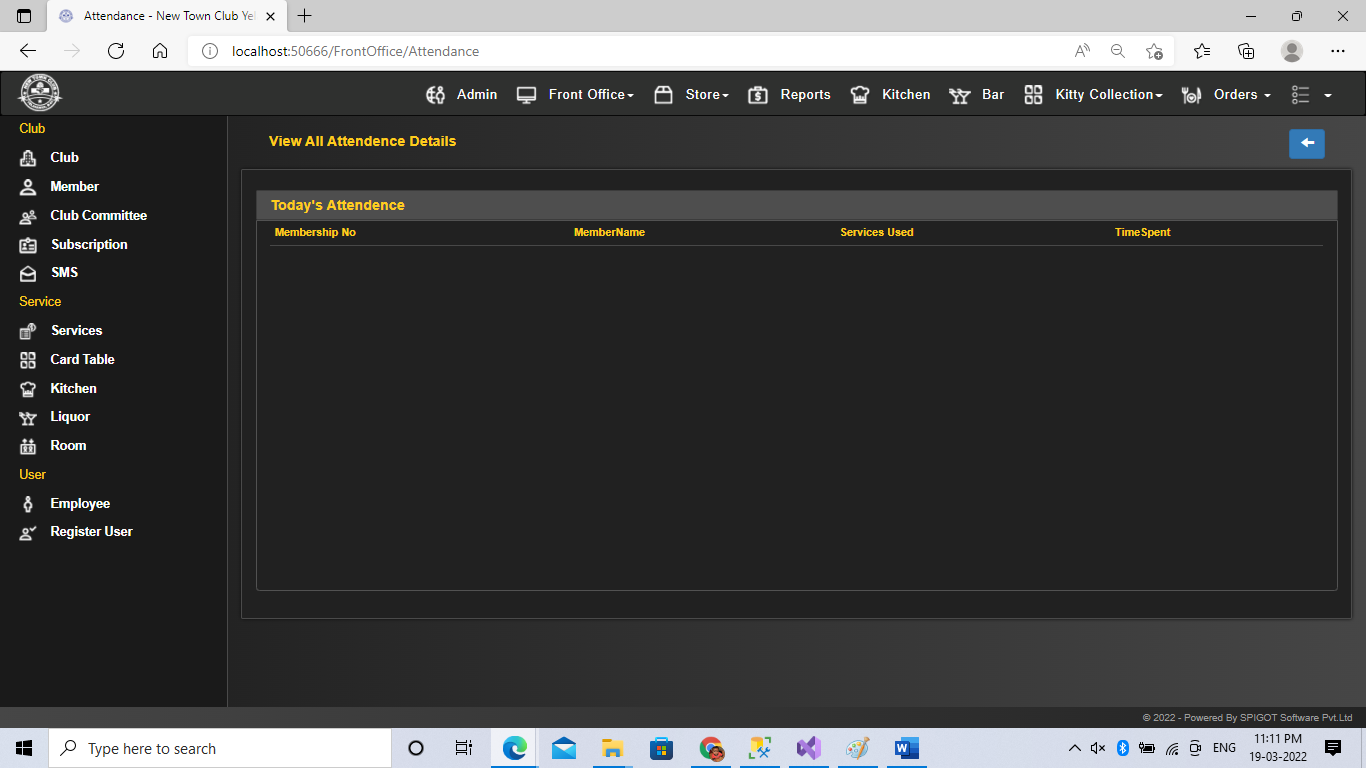 Attendance - New Town Club Yel
localhost:50666/FrontOffice/Attendance
Admin Front Office Store Reports Kitchen Bar Kitty Collection Orders
Club
Club
Member
Club Committee
Subscription
SMS
Service
Services
Card Table
Kitchen
Liquor
Room
User
Employee
Register User
View All Attendence Details
Today's Attendence
Membership No MemberName Services Used TimeSpent
© 2022 - Powered By SPIGOT Software Pvt.Ltd
Type here to search
ENG
11:11 PM
19-03-2022